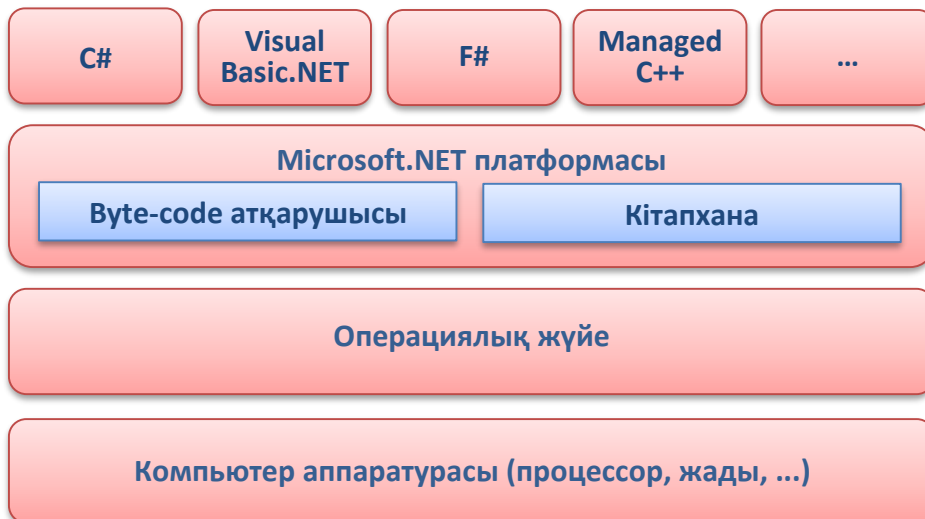 C#
Visual
Basic.NET
F#
Managed
C++
...
Microsoft.NET платформасы
Byte-code атқарушысы
Кітапхана
Операциялық жүйе
Компьютер аппаратурасы (процессор, жады, ...)